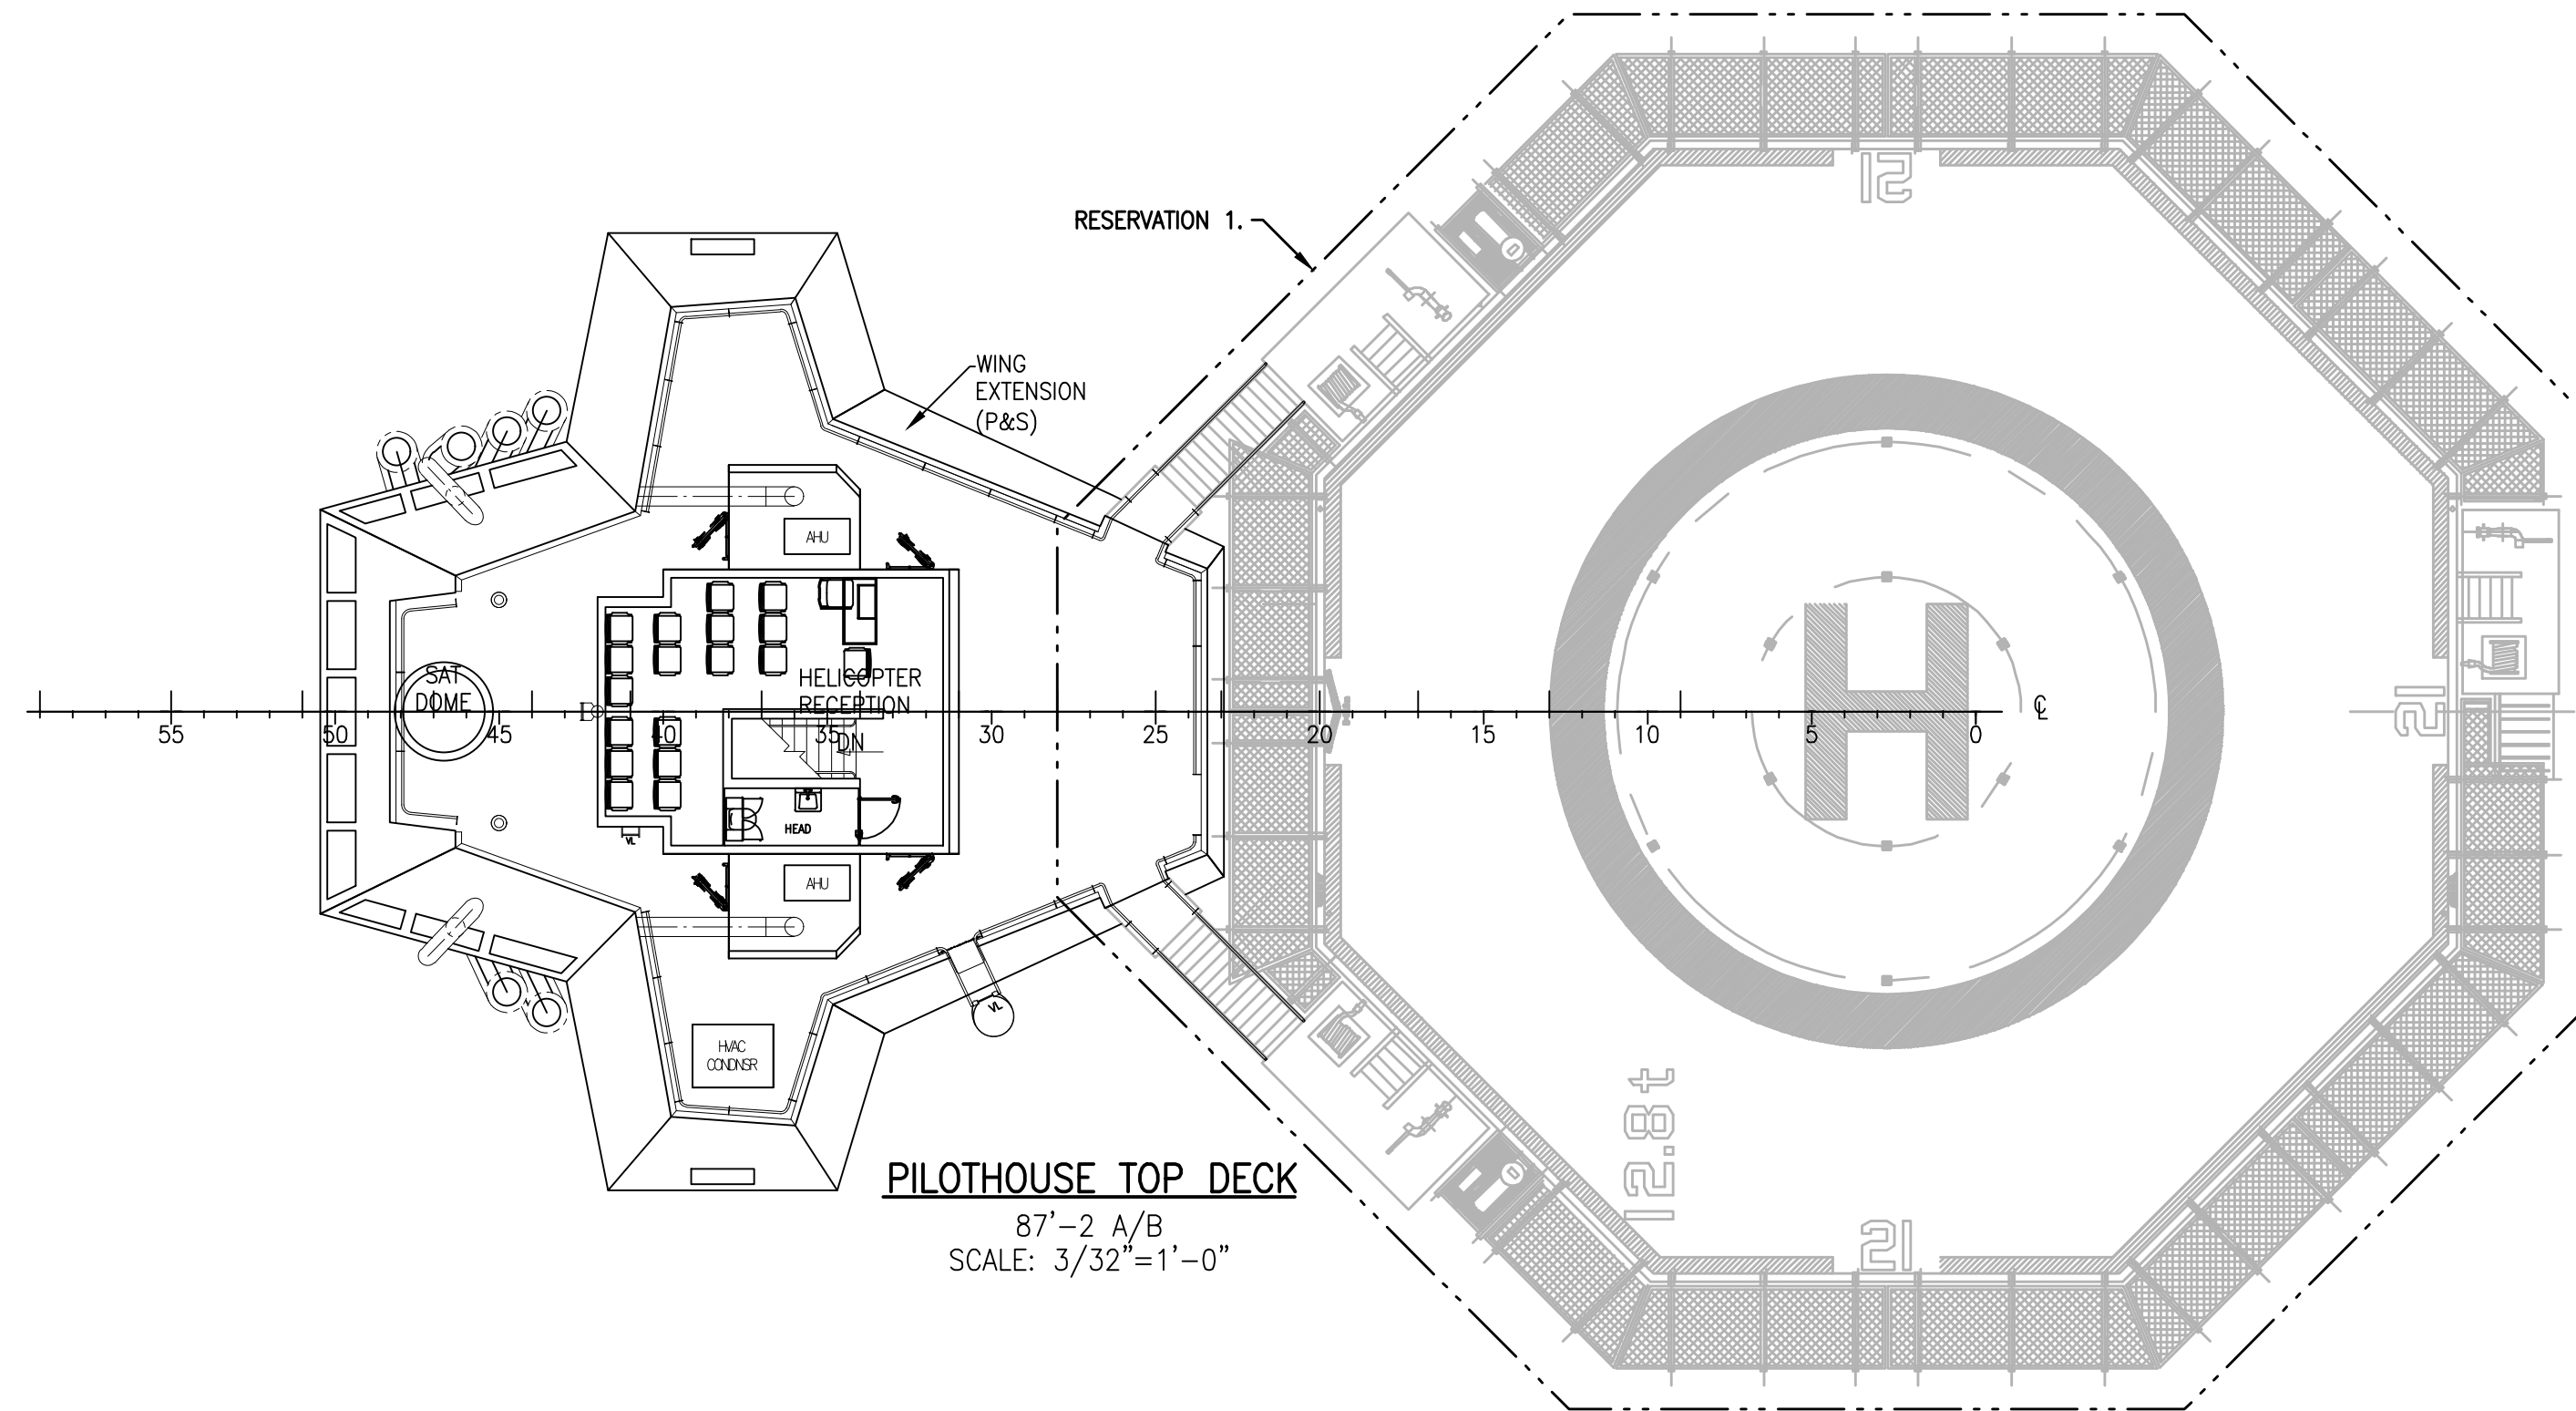 21
RESERVATION 1.
WING
EXTENSION
(P&S)
AHU
SAT
DOME
HELICOPTER
RECEPTION
H
21
℄
55
50
45
40
35
30
25
20
15
10
5
0
DN
HEAD
VL
AHU
VL
HVAC
CONDNSR
12.8t
PILOTHOUSE TOP DECK
87'-2 A/B
SCALE: 3/32"=1'-0"
21